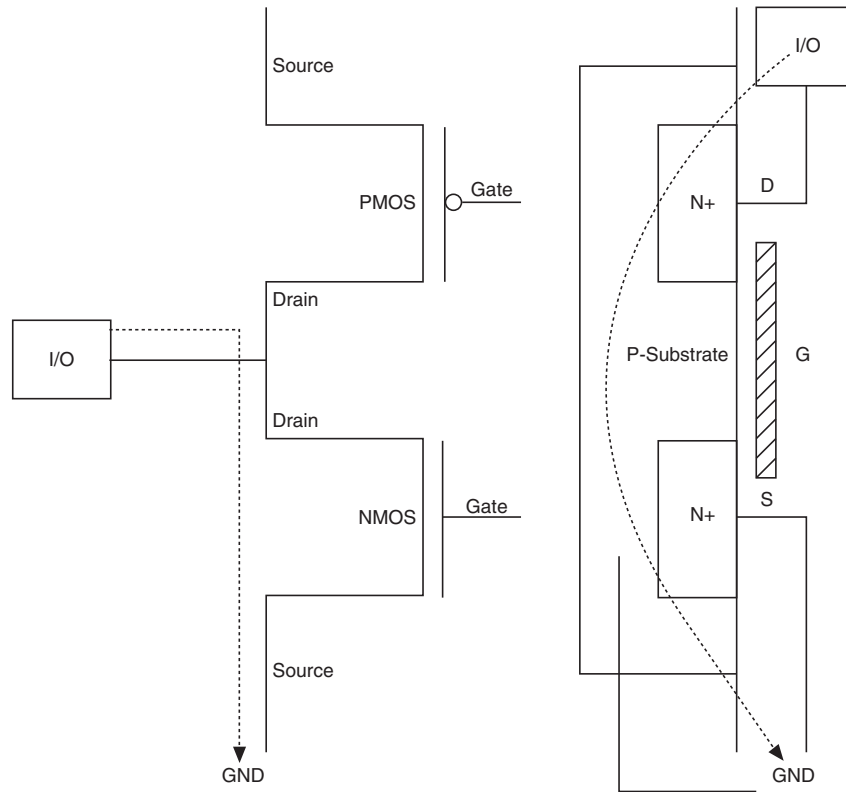 Source
PMOS
Gate
Drain
I/O
Drain
NMOS
Gate
Source
GND
I/O
N+
D
P-Substrate
G
S
N+
GND